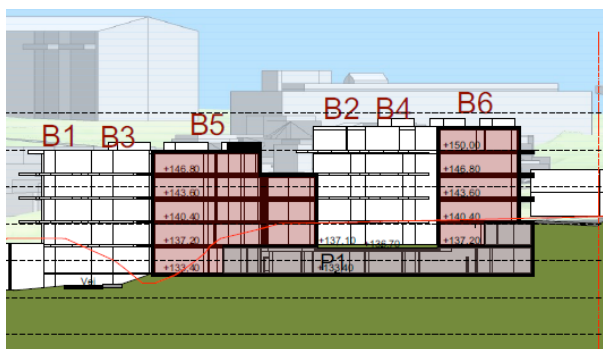 B1 B3 B5 B2 B4 B6
+150.00
+146.80 +146.80
+143.60 +143.60
+140.40 +140.40
+137.20 +137.10 +136.70 +137.20
+133.40 P1 +133.40
Vei